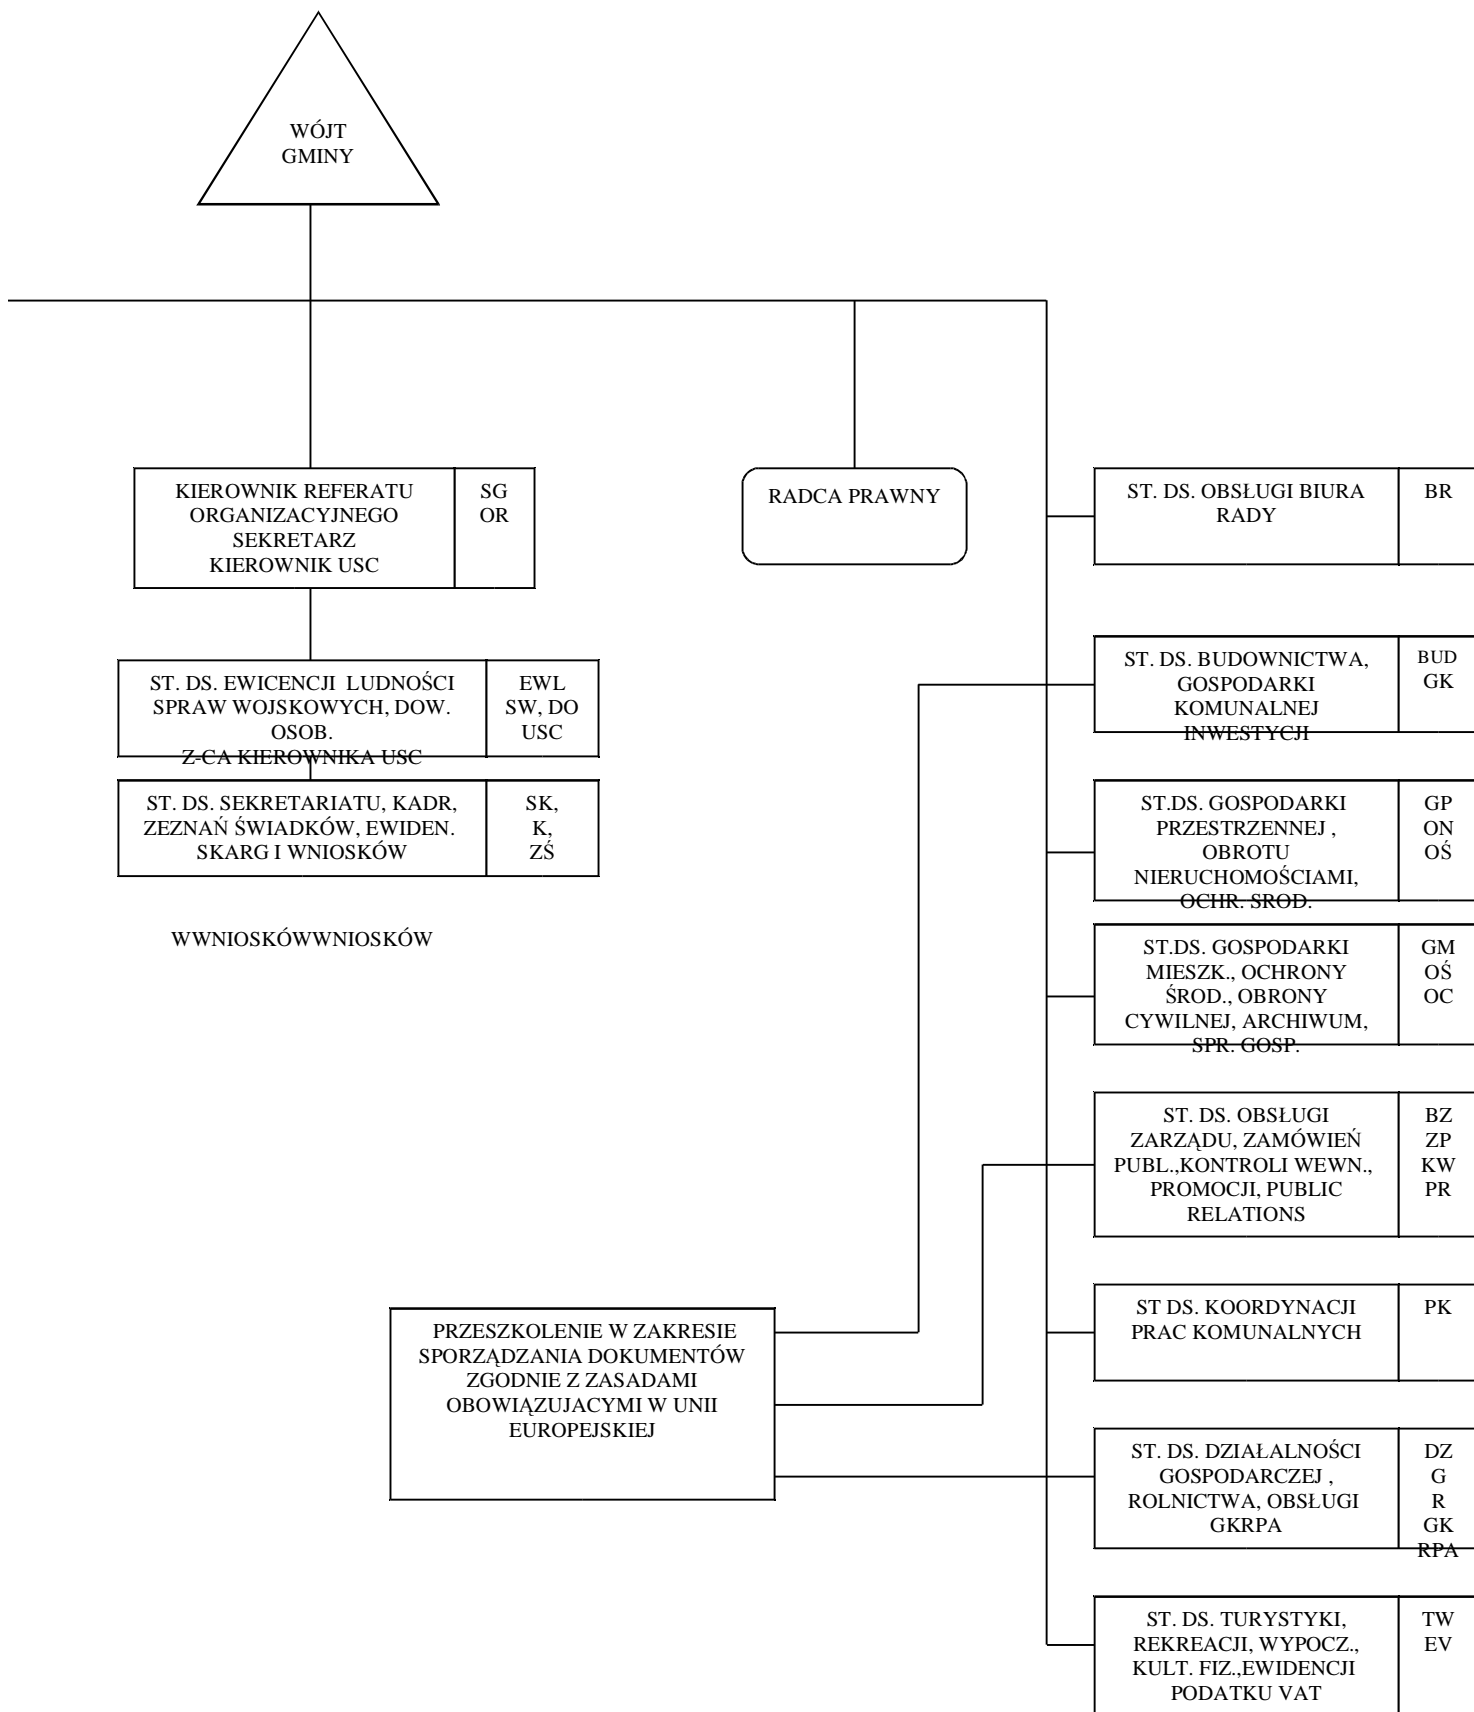 WÓJT
GMINY
KIEROWNIK REFERATU
ORGANIZACYJNEGO
SEKRETARZ
KIEROWNIK USC
SG
OR
RADCA PRAWNY
ST. DS. OBSŁUGI BIURA
RADY
BR
ST. DS. EWICENCJI LUDNOŚCI
SPRAW WOJSKOWYCH, DOW.
OSOB.
Z-CA KIEROWNIKA USC
EWL
SW, DO
USC
ST. DS. BUDOWNICTWA,
GOSPODARKI
KOMUNALNEJ
INWESTYCJI
BUD
GK
ST. DS. SEKRETARIATU, KADR,
ZEZNAŃ ŚWIADKÓW, EWIDEN.
SKARG I WNIOSKÓW
SK,
K,
ZŚ
WWNIOSKÓWWNIOSKÓW
ST.DS. GOSPODARKI
PRZESTRZENNEJ ,
OBROTU
NIERUCHOMOŚCIAMI,
OCHR. SROD.
GP
ON
OŚ
ST.DS. GOSPODARKI
MIESZK., OCHRONY
ŚROD., OBRONY
CYWILNEJ, ARCHIWUM,
SPR. GOSP.
GM
OŚ
OC
ST. DS. OBSŁUGI
ZARZĄDU, ZAMÓWIEŃ
PUBL.,KONTROLI WEWN.,
PROMOCJI, PUBLIC
RELATIONS
BZ
ZP
KW
PR
PRZESZKOLENIE W ZAKRESIE
SPORZĄDZANIA DOKUMENTÓW
ZGODNIE Z ZASADAMI
OBOWIĄZUJACYMI W UNII
EUROPEJSKIEJ
ST DS. KOORDYNACJI
PRAC KOMUNALNYCH
PK
ST. DS. DZIAŁALNOŚCI
GOSPODARCZEJ ,
ROLNICTWA, OBSŁUGI
GKRPA
DZ
G
R
GK
RPA
ST. DS. TURYSTYKI,
REKREACJI, WYPOCZ.,
KULT. FIZ.,EWIDENCJI
PODATKU VAT
TW
EV